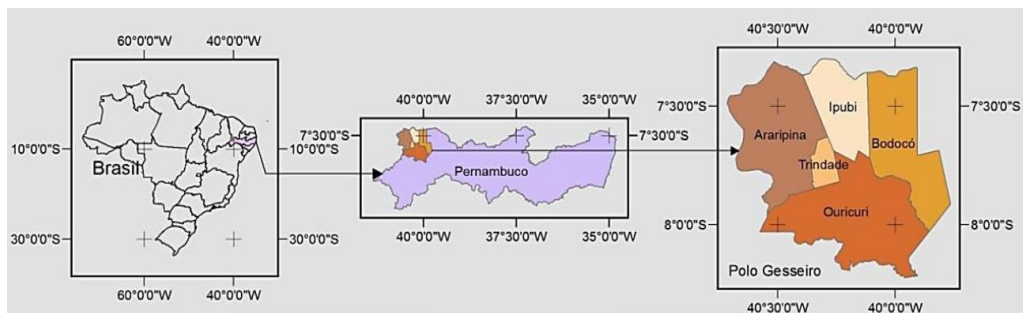 60°0'0"W 40°0'0"W
10°0'0"S 10°0'0"S
Brasil
30°0'0"S 30°0'0"S
60°0'0"W 40°0'0"W
40°0'0"W 37°30'0"W 35°0'0"W
7°30'0"S 7°30'0"S
Pernambuco
40°0'0"W 37°30'0"W 35°0'0"W
40°30'0"W 40°0'0"W
7°30'0"S 7°30'0"S
Ipubi
Araripina
Bodocó
Trindade
Ouricuri
8°0'0"S 8°0'0"S
Polo Gesseiro
40°30'0"W 40°0'0"W